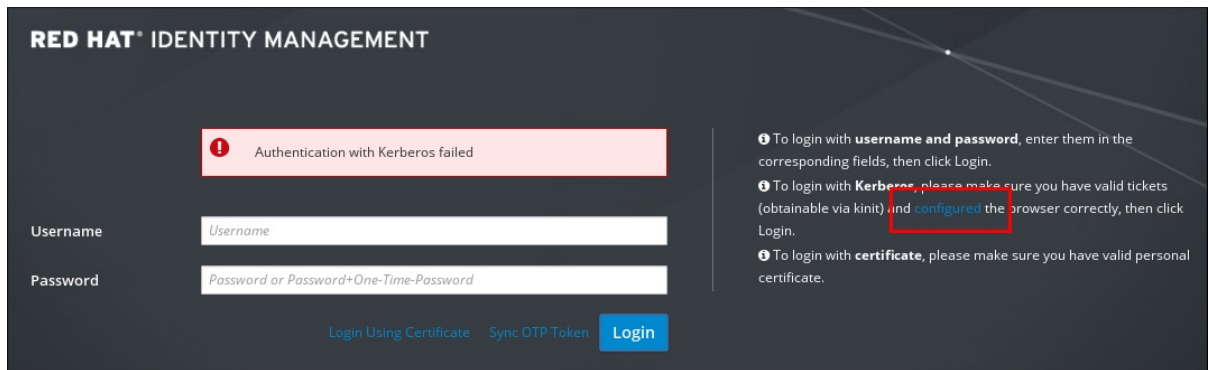 RED HAT® IDENTITY MANAGEMENT
Authentication with Kerberos failed
Username
Username
Password
Password or Password+One-Time-Password
Login Using Certificate Sync OTP Token Login
To login with username and password, enter them in the
corresponding fields, then click Login.
To login with Kerberos, please make sure you have valid tickets
(obtainable via kinit) and configured the browser correctly, then click
Login.
To login with certificate, please make sure you have valid personal
certificate.